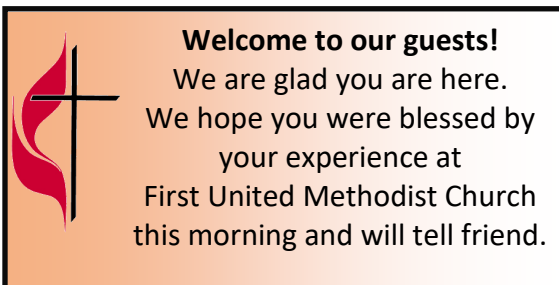 Welcome to our guests!
We are glad you are here.
We hope you were blessed by
your experience at
First United Methodist Church
this morning and will tell friend.